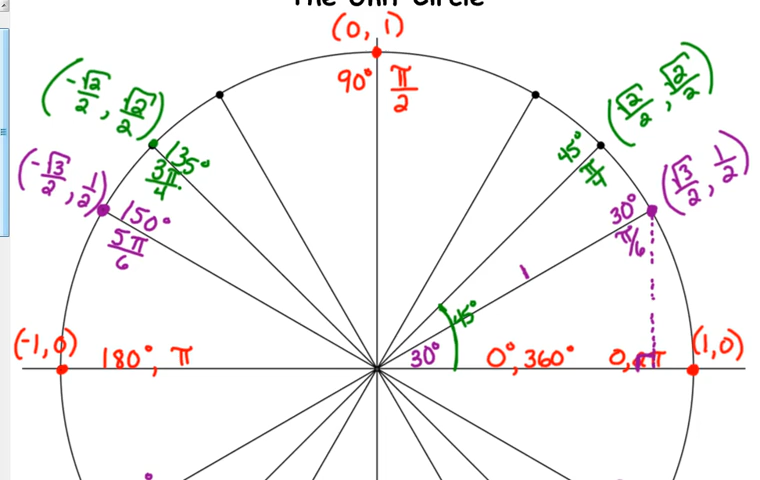 The Unit Circle
(0, 1)
90° π/2
(-√2/2, √2/2)
135°
3π/4
(√2/2, √2/2)
45°
π/4
(-√3/2, 1/2)
150°
5π/6
(√3/2, 1/2)
30°
π/6
1
45°
30°
(-1,0)
180°, π
0°, 360°
0, 2π
(1,0)